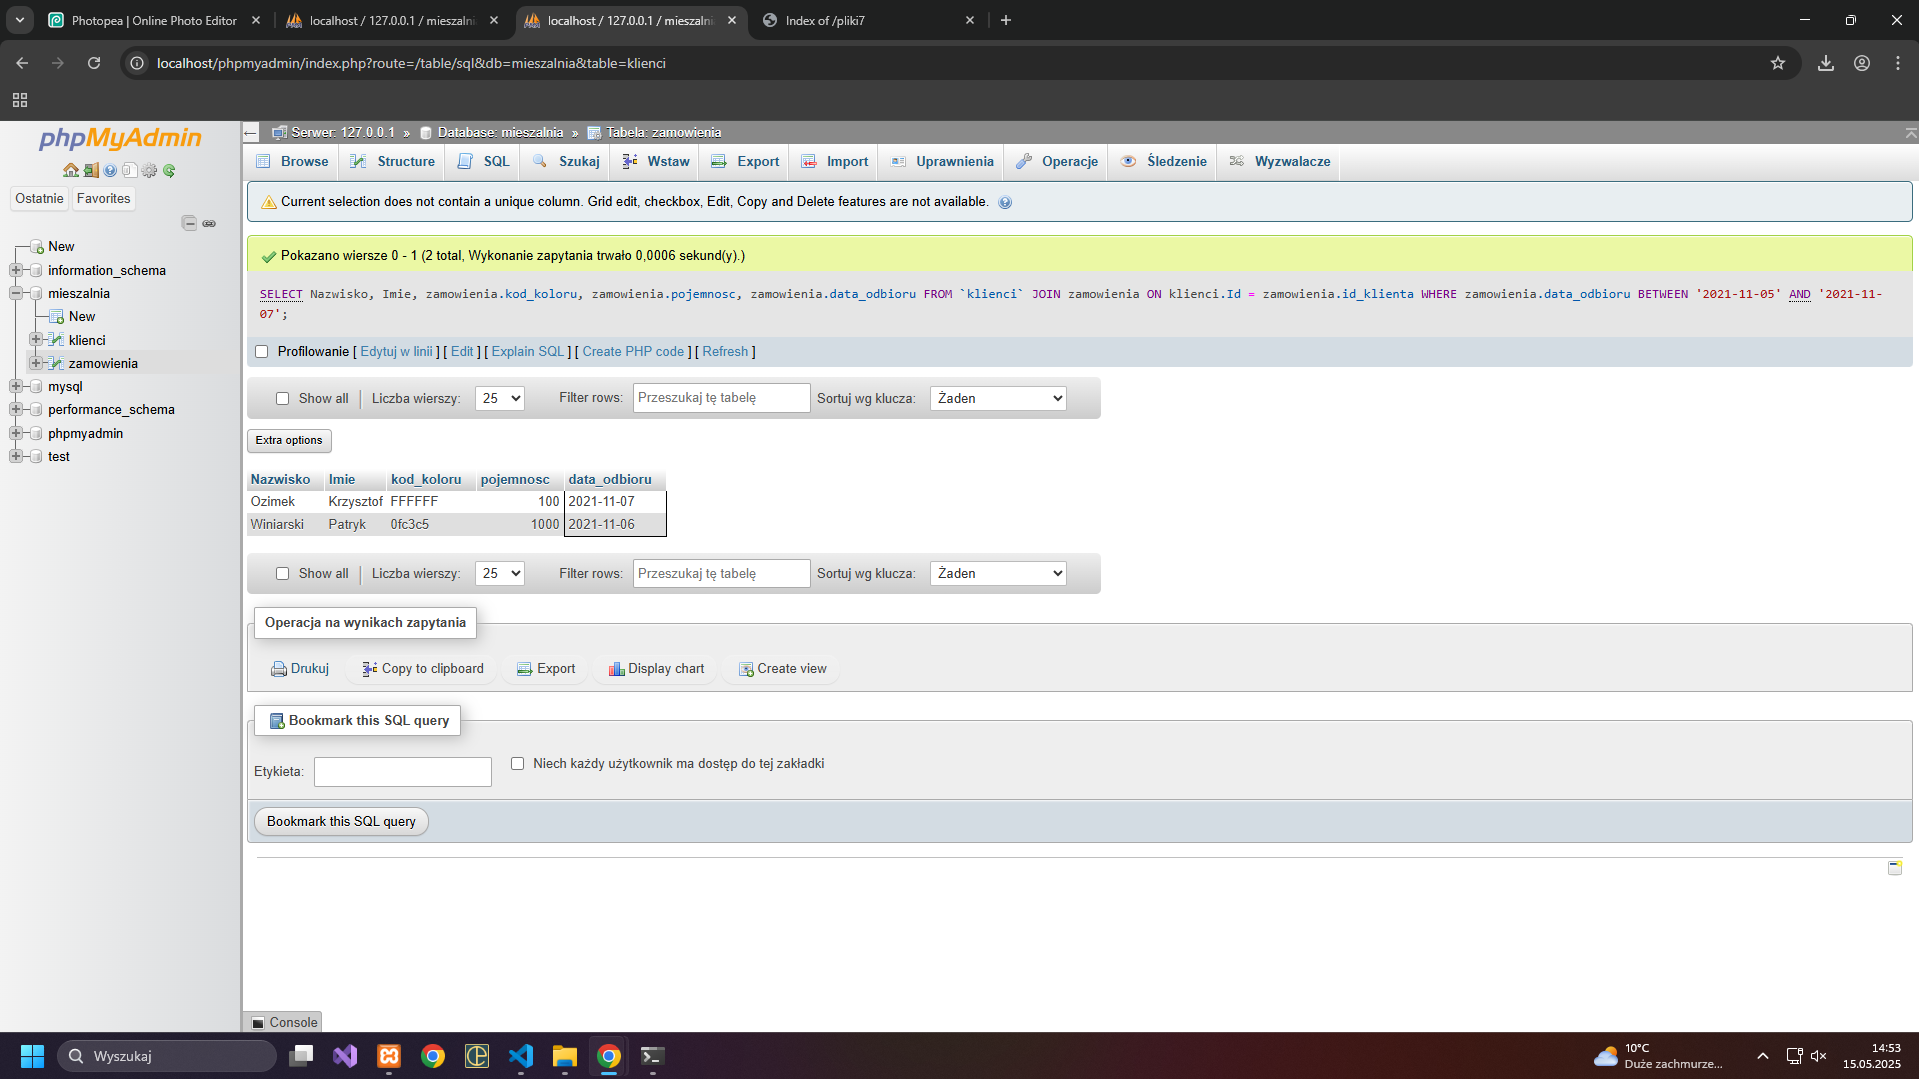 Photopea | Online Photo Editor
localhost / 127.0.0.1 / mieszalni
localhost / 127.0.0.1 / mieszalni
Index of /pliki7
localhost/phpmyadmin/index.php?route=/table/sql&db=mieszalnia&table=klienci
phpMyAdmin
Ostatnie
Favorites
New
information_schema
mieszalnia
New
klienci
zamowienia
mysql
performance_schema
phpmyadmin
test
Serwer: 127.0.0.1 » Database: mieszalnia » Tabela: zamowienia
Browse Structure SQL Szukaj Wstaw Export Import Uprawnienia Operacje Śledzenie Wyzwalacze
Current selection does not contain a unique column. Grid edit, checkbox, Edit, Copy and Delete features are not available.
Pokazano wiersze 0 - 1 (2 total, Wykonanie zapytania trwało 0,0006 sekund(y).)
SELECT Nazwisko, Imie, zamowienia.kod_koloru, zamowienia.pojemnosc, zamowienia.data_odbioru FROM `klienci` JOIN zamowienia ON klienci.Id = zamowienia.id_klienta WHERE zamowienia.data_odbioru BETWEEN '2021-11-05' AND '2021-11-
07';
Profilowanie [ Edytuj w linii ] [ Edit ] [ Explain SQL ] [ Create PHP code ] [ Refresh ]
Show all | Liczba wierszy: 25 Filter rows: Przeszukaj tę tabelę Sortuj wg klucza: Żaden
Extra options
Nazwisko Imie kod_koloru pojemnosc data_odbioru
Ozimek Krzysztof FFFFFF 100 2021-11-07
Winiarski Patryk 0fc3c5 1000 2021-11-06
Show all | Liczba wierszy: 25 Filter rows: Przeszukaj tę tabelę Sortuj wg klucza: Żaden
Operacja na wynikach zapytania
Drukuj Copy to clipboard Export Display chart Create view
Bookmark this SQL query
Etykieta: Niech każdy użytkownik ma dostęp do tej zakładki
Bookmark this SQL query
Console
Wyszukaj
10°C
Duże zachmurze...
14:53
15.05.2025